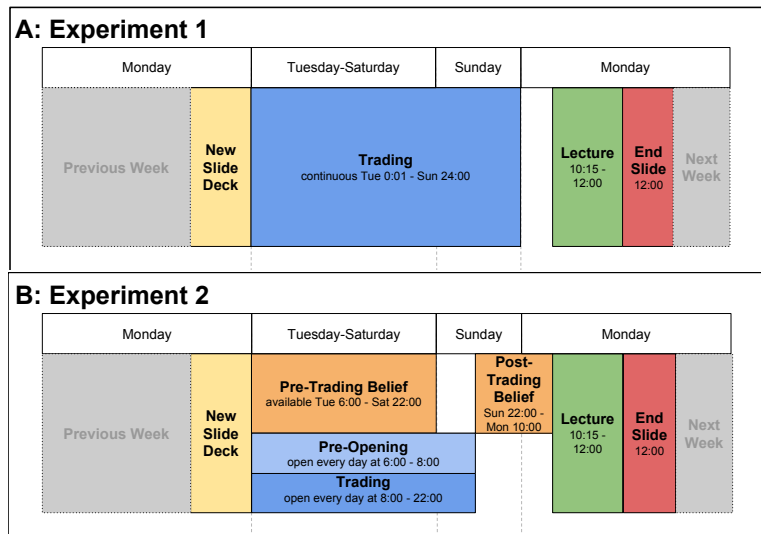 A: Experiment 1
Monday
Tuesday-Saturday
Sunday
Monday
Previous Week
New
Slide
Deck
Trading
continuous Tue 0:01 - Sun 24:00
Lecture
10:15 -
12:00
End
Slide
12:00
Next
Week
B: Experiment 2
Monday
Tuesday-Saturday
Sunday
Monday
Previous Week
New
Slide
Deck
Pre-Trading Belief
available Tue 6:00 - Sat 22:00
Pre-Opening
open every day at 6:00 - 8:00
Trading
open every day at 8:00 - 22:00
Post-
Trading
Belief
Sun 22:00 -
Mon 10:00
Lecture
10:15 -
12:00
End
Slide
12:00
Next
Week